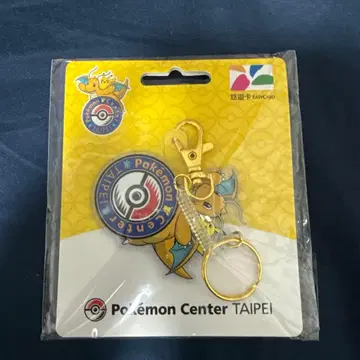 悠遊卡 EASYCARD
Pokémon
Center
TAIPEI
Pokémon Center TAIPEI